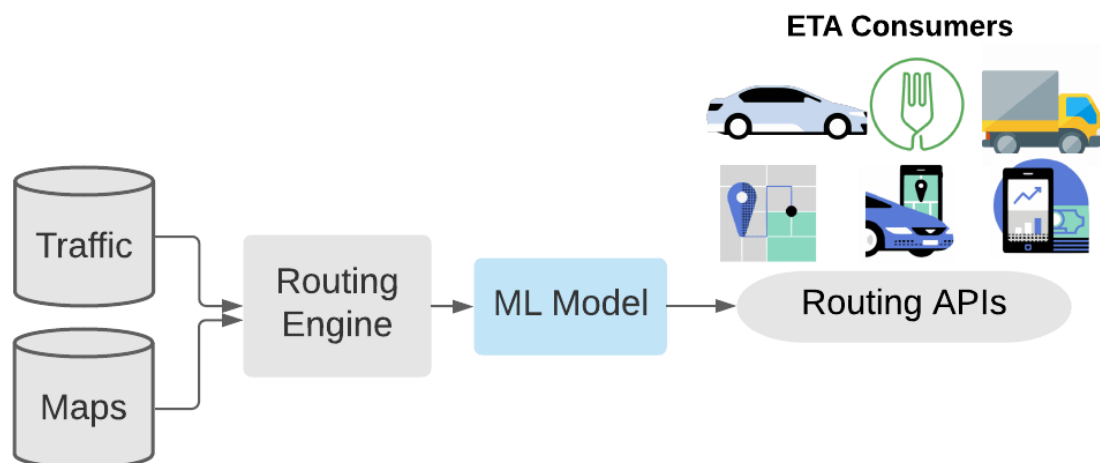 ETA Consumers
Traffic
Routing
Engine
ML Model
Routing APIs
Maps